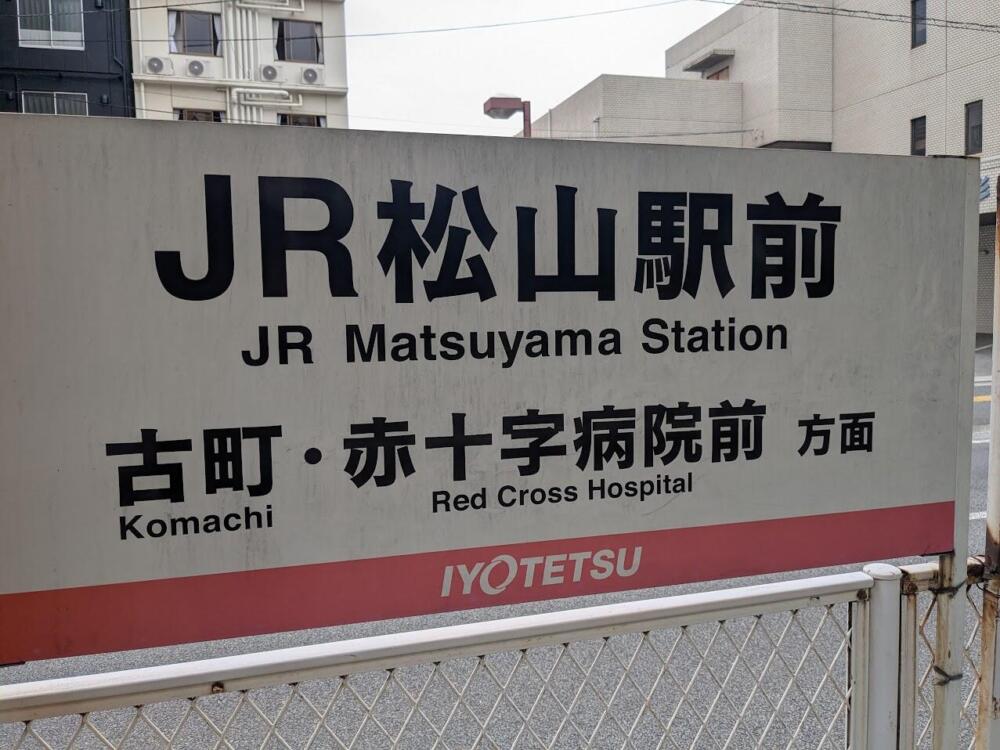 JR松山駅前
JR Matsuyama Station
古町・赤十字病院前 方面
Komachi Red Cross Hospital
IYOTETSU